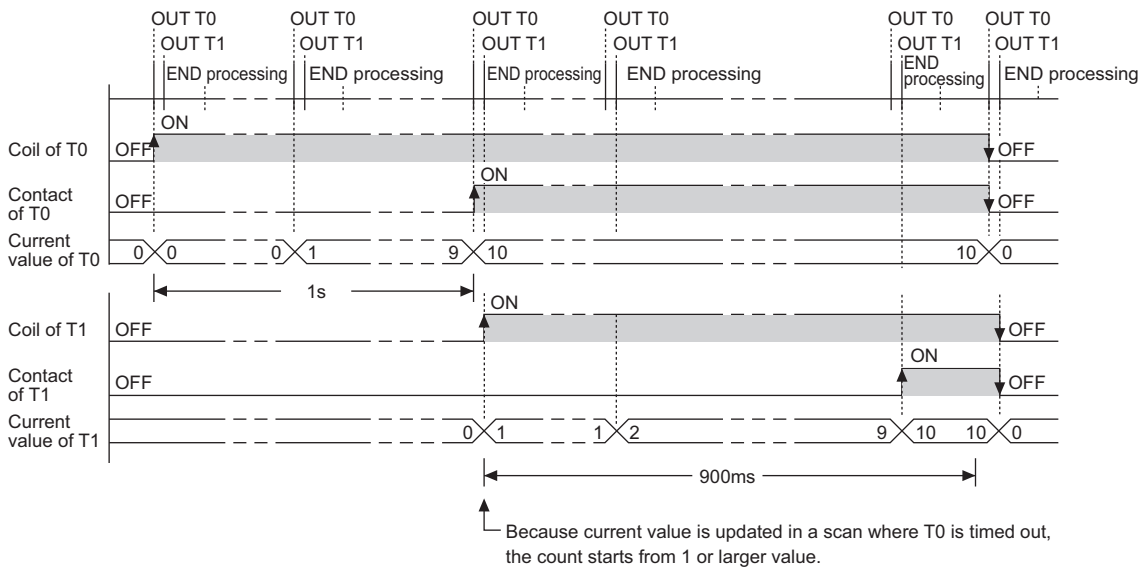 OUT T0 OUT T0 OUT T0 OUT T0 OUT T0 OUT T0
OUT T1 OUT T1 OUT T1 OUT T1 OUT T1 OUT T1
END processing END processing END processing END processing END processing END processing
ON
Coil of T0 OFF OFF
ON
Contact of T0 OFF OFF
Current value of T0 0 0 0 1 9 10 10 0
1s
ON
Coil of T1 OFF OFF
ON
Contact of T1 OFF OFF
Current value of T1 0 1 1 2 9 10 10 0
900ms
Because current value is updated in a scan where T0 is timed out,
the count starts from 1 or larger value.